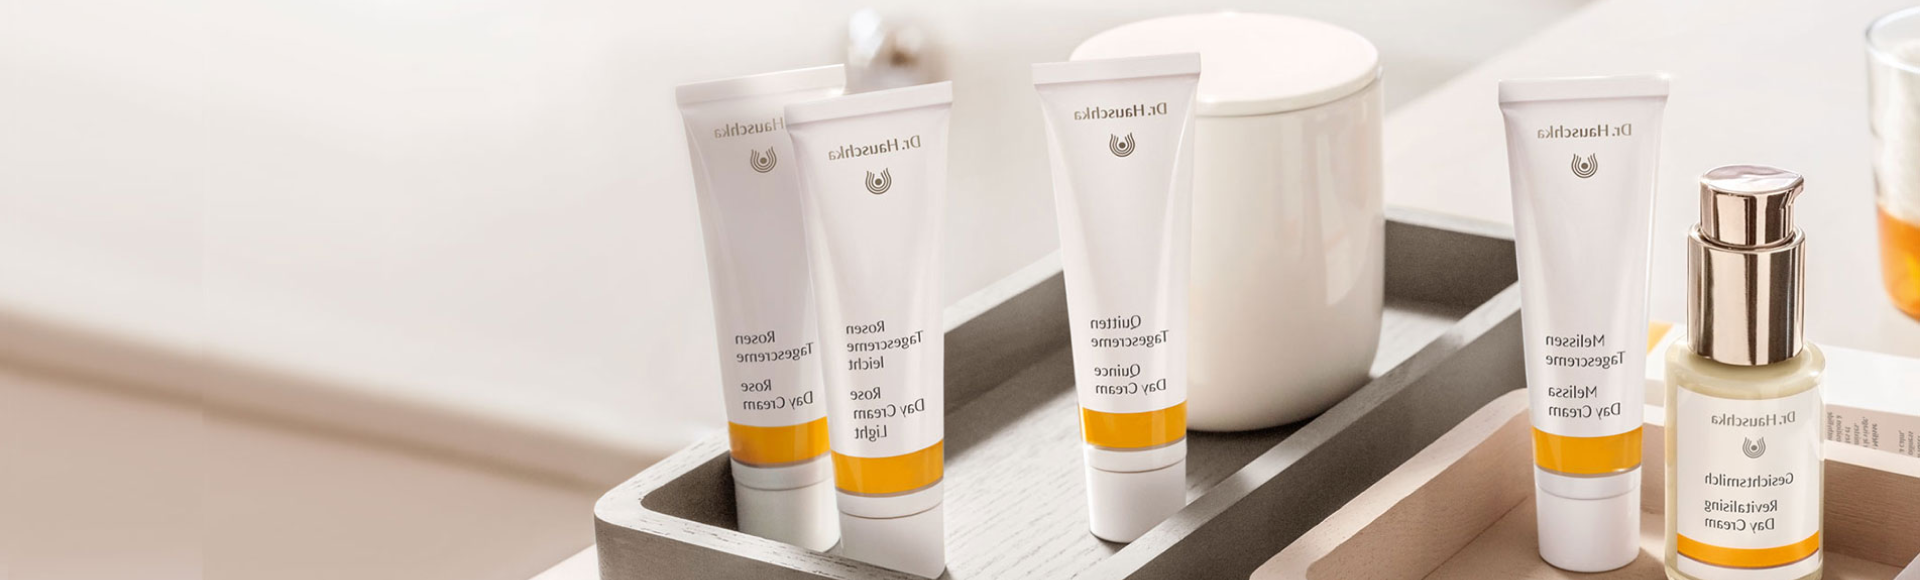 Dr. Hauschka
Rosen
Tagescreme
Rose
Day Cream
Dr. Hauschka
Rosen
Tagescreme
leicht
Rose
Day Cream
Light
Dr. Hauschka
Quitten
Tagescreme
Quince
Day Cream
Dr. Hauschka
Melissen
Tagescreme
Melissa
Day Cream
Dr. Hauschka
Gesichtsmilch
Revitalising
Day Cream